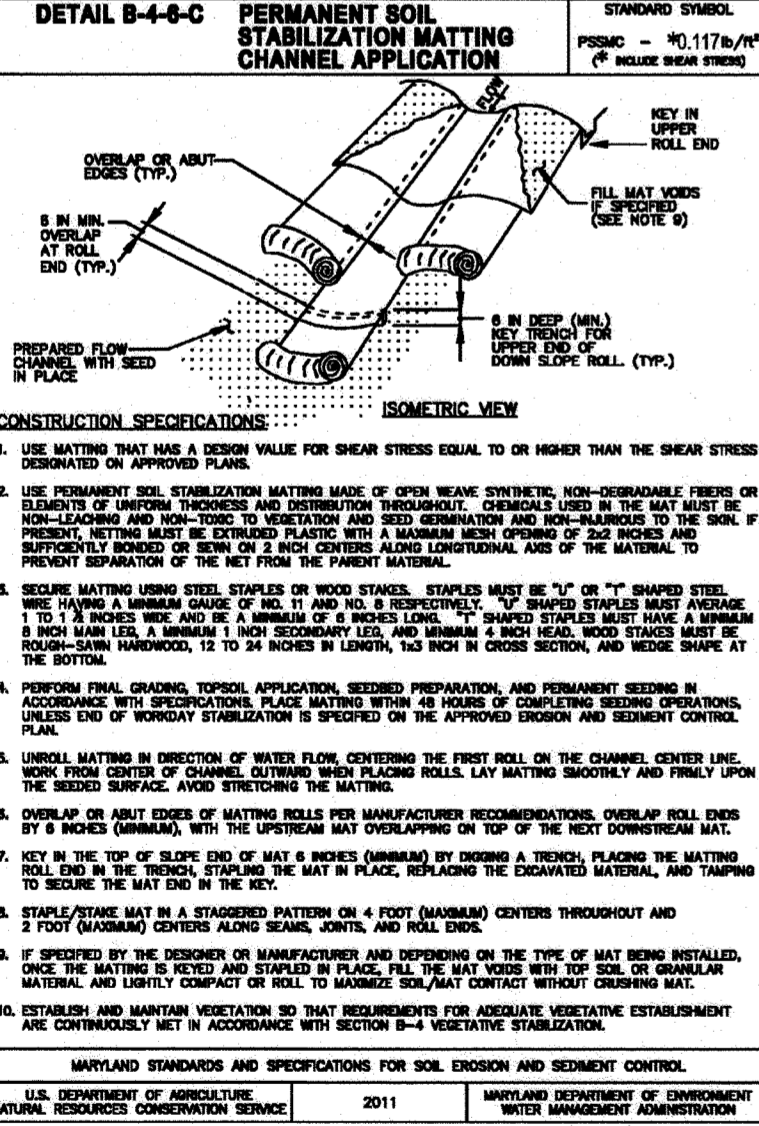 DETAIL B-4-6-C PERMANENT SOIL
STABILIZATION MATTING
CHANNEL APPLICATION
STANDARD SYMBOL
PSSMC - *0.117 lb/ft²
(* INCLUDE SHEAR STRESS)
FLOW
KEY IN
UPPER
ROLL END
OVERLAP OR ABUT
EDGES (TYP.)
FILL MAT VOIDS
IF SPECIFIED
(SEE NOTE 9)
6 IN MIN.
OVERLAP
AT ROLL
END (TYP.)
6 IN DEEP (MIN.)
KEY TRENCH FOR
UPPER END OF
DOWN SLOPE ROLL. (TYP.)
PREPARED FLOW
CHANNEL WITH SEED
IN PLACE
ISOMETRIC VIEW
CONSTRUCTION SPECIFICATIONS:
1. USE MATTING THAT HAS A DESIGN VALUE FOR SHEAR STRESS EQUAL TO OR HIGHER THAN THE SHEAR STRESS
DESIGNATED ON APPROVED PLANS.
2. USE PERMANENT SOIL STABILIZATION MATTING MADE OF OPEN WEAVE SYNTHETIC, NON-DEGRADABLE FIBERS OR
ELEMENTS OF UNIFORM THICKNESS AND DISTRIBUTION THROUGHOUT. CHEMICALS USED IN THE MAT MUST BE
NON-LEACHING AND NON-TOXIC TO VEGETATION AND SEED GERMINATION AND NON-INJURIOUS TO THE SKIN. IF
PRESENT, NETTING MUST BE EXTRUDED PLASTIC WITH A MAXIMUM MESH OPENING OF 2x2 INCHES AND
SUFFICIENTLY BONDED OR SEWN ON 2 INCH CENTERS ALONG LONGITUDINAL AXIS OF THE MATERIAL TO
PREVENT SEPARATION OF THE NET FROM THE PARENT MATERIAL.
3. SECURE MATTING USING STEEL STAPLES OR WOOD STAKES. STAPLES MUST BE "U" OR "T" SHAPED STEEL
WIRE HAVING A MINIMUM GAUGE OF NO. 11 AND NO. 8 RESPECTIVELY. "U" SHAPED STAPLES MUST AVERAGE
1 TO 1 ½ INCHES WIDE AND BE A MINIMUM OF 6 INCHES LONG. "T" SHAPED STAPLES MUST HAVE A MINIMUM
8 INCH MAIN LEG, A MINIMUM 1 INCH SECONDARY LEG, AND MINIMUM 4 INCH HEAD. WOOD STAKES MUST BE
ROUGH-SAWN HARDWOOD, 12 TO 24 INCHES IN LENGTH, 1x3 INCH IN CROSS SECTION, AND WEDGE SHAPE AT
THE BOTTOM.
4. PERFORM FINAL GRADING, TOPSOIL APPLICATION, SEEDBED PREPARATION, AND PERMANENT SEEDING IN
ACCORDANCE WITH SPECIFICATIONS. PLACE MATTING WITHIN 48 HOURS OF COMPLETING SEEDING OPERATIONS,
UNLESS END OF WORKDAY STABILIZATION IS SPECIFIED ON THE APPROVED EROSION AND SEDIMENT CONTROL
PLAN.
5. UNROLL MATTING IN DIRECTION OF WATER FLOW, CENTERING THE FIRST ROLL ON THE CHANNEL CENTER LINE.
WORK FROM CENTER OF CHANNEL OUTWARD WHEN PLACING ROLLS. LAY MATTING SMOOTHLY AND FIRMLY UPON
THE SEEDED SURFACE. AVOID STRETCHING THE MATTING.
6. OVERLAP OR ABUT EDGES OF MATTING ROLLS PER MANUFACTURER RECOMMENDATIONS. OVERLAP ROLL ENDS
BY 6 INCHES (MINIMUM), WITH THE UPSTREAM MAT OVERLAPPING ON TOP OF THE NEXT DOWNSTREAM MAT.
7. KEY IN THE TOP OF SLOPE END OF MAT 6 INCHES (MINIMUM) BY DIGGING A TRENCH, PLACING THE MATTING
ROLL END IN THE TRENCH, STAPLING THE MAT IN PLACE, REPLACING THE EXCAVATED MATERIAL, AND TAMPING
TO SECURE THE MAT END IN THE KEY.
8. STAPLE/STAKE MAT IN A STAGGERED PATTERN ON 4 FOOT (MAXIMUM) CENTERS THROUGHOUT AND
2 FOOT (MAXIMUM) CENTERS ALONG SEAMS, JOINTS, AND ROLL ENDS.
9. IF SPECIFIED BY THE DESIGNER OR MANUFACTURER AND DEPENDING ON THE TYPE OF MAT BEING INSTALLED,
ONCE THE MATTING IS KEYED AND STAPLED IN PLACE, FILL THE MAT VOIDS WITH TOP SOIL OR GRANULAR
MATERIAL AND LIGHTLY COMPACT OR ROLL TO MAXIMIZE SOIL/MAT CONTACT WITHOUT CRUSHING MAT.
10. ESTABLISH AND MAINTAIN VEGETATION SO THAT REQUIREMENTS FOR ADEQUATE VEGETATIVE ESTABLISHMENT
ARE CONTINUOUSLY MET IN ACCORDANCE WITH SECTION B-4 VEGETATIVE STABILIZATION.
MARYLAND STANDARDS AND SPECIFICATIONS FOR SOIL EROSION AND SEDIMENT CONTROL
U.S. DEPARTMENT OF AGRICULTURE
NATURAL RESOURCES CONSERVATION SERVICE
2011
MARYLAND DEPARTMENT OF ENVIRONMENT
WATER MANAGEMENT ADMINISTRATION